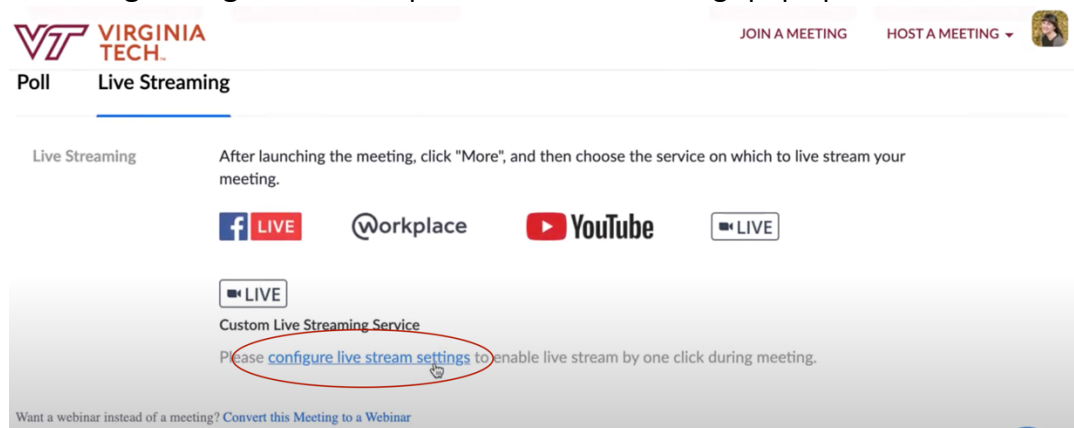 VT VIRGINIA TECH
JOIN A MEETING HOST A MEETING
Poll Live Streaming
Live Streaming
After launching the meeting, click "More", and then choose the service on which to live stream your
meeting.
f LIVE workplace YouTube LIVE
LIVE
Custom Live Streaming Service
Please configure live stream settings to enable live stream by one click during meeting.
Want a webinar instead of a meeting? Convert this Meeting to a Webinar